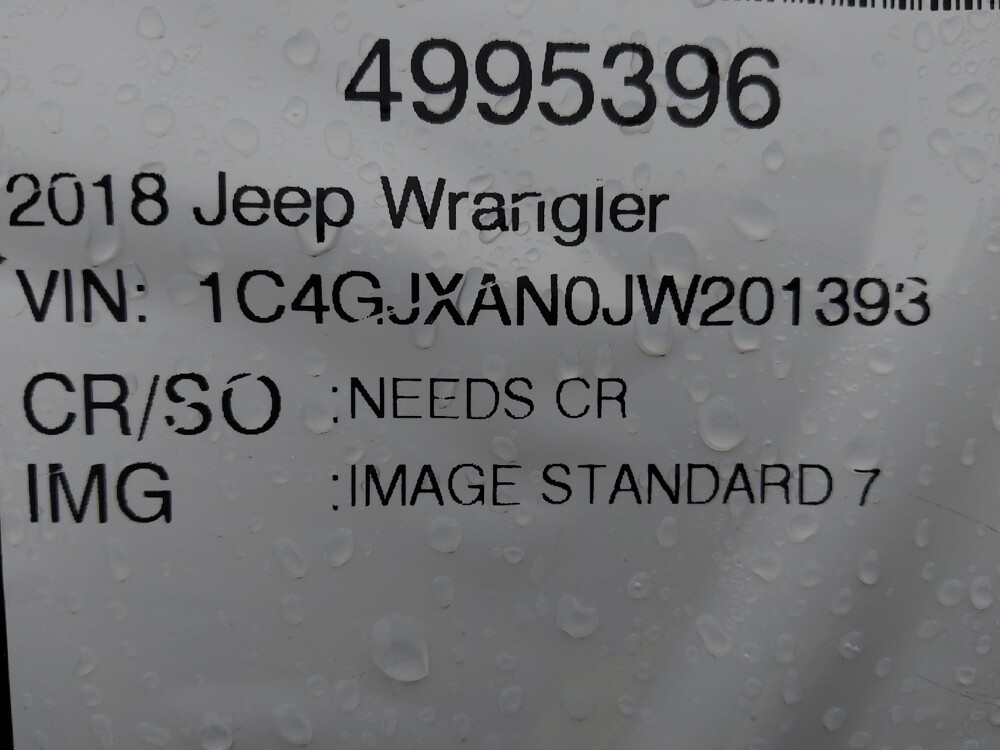 4995396
2018 Jeep Wrangler
VIN: 1C4GJXAN0JW201393
CR/SO :NEEDS CR
IMG :IMAGE STANDARD 7